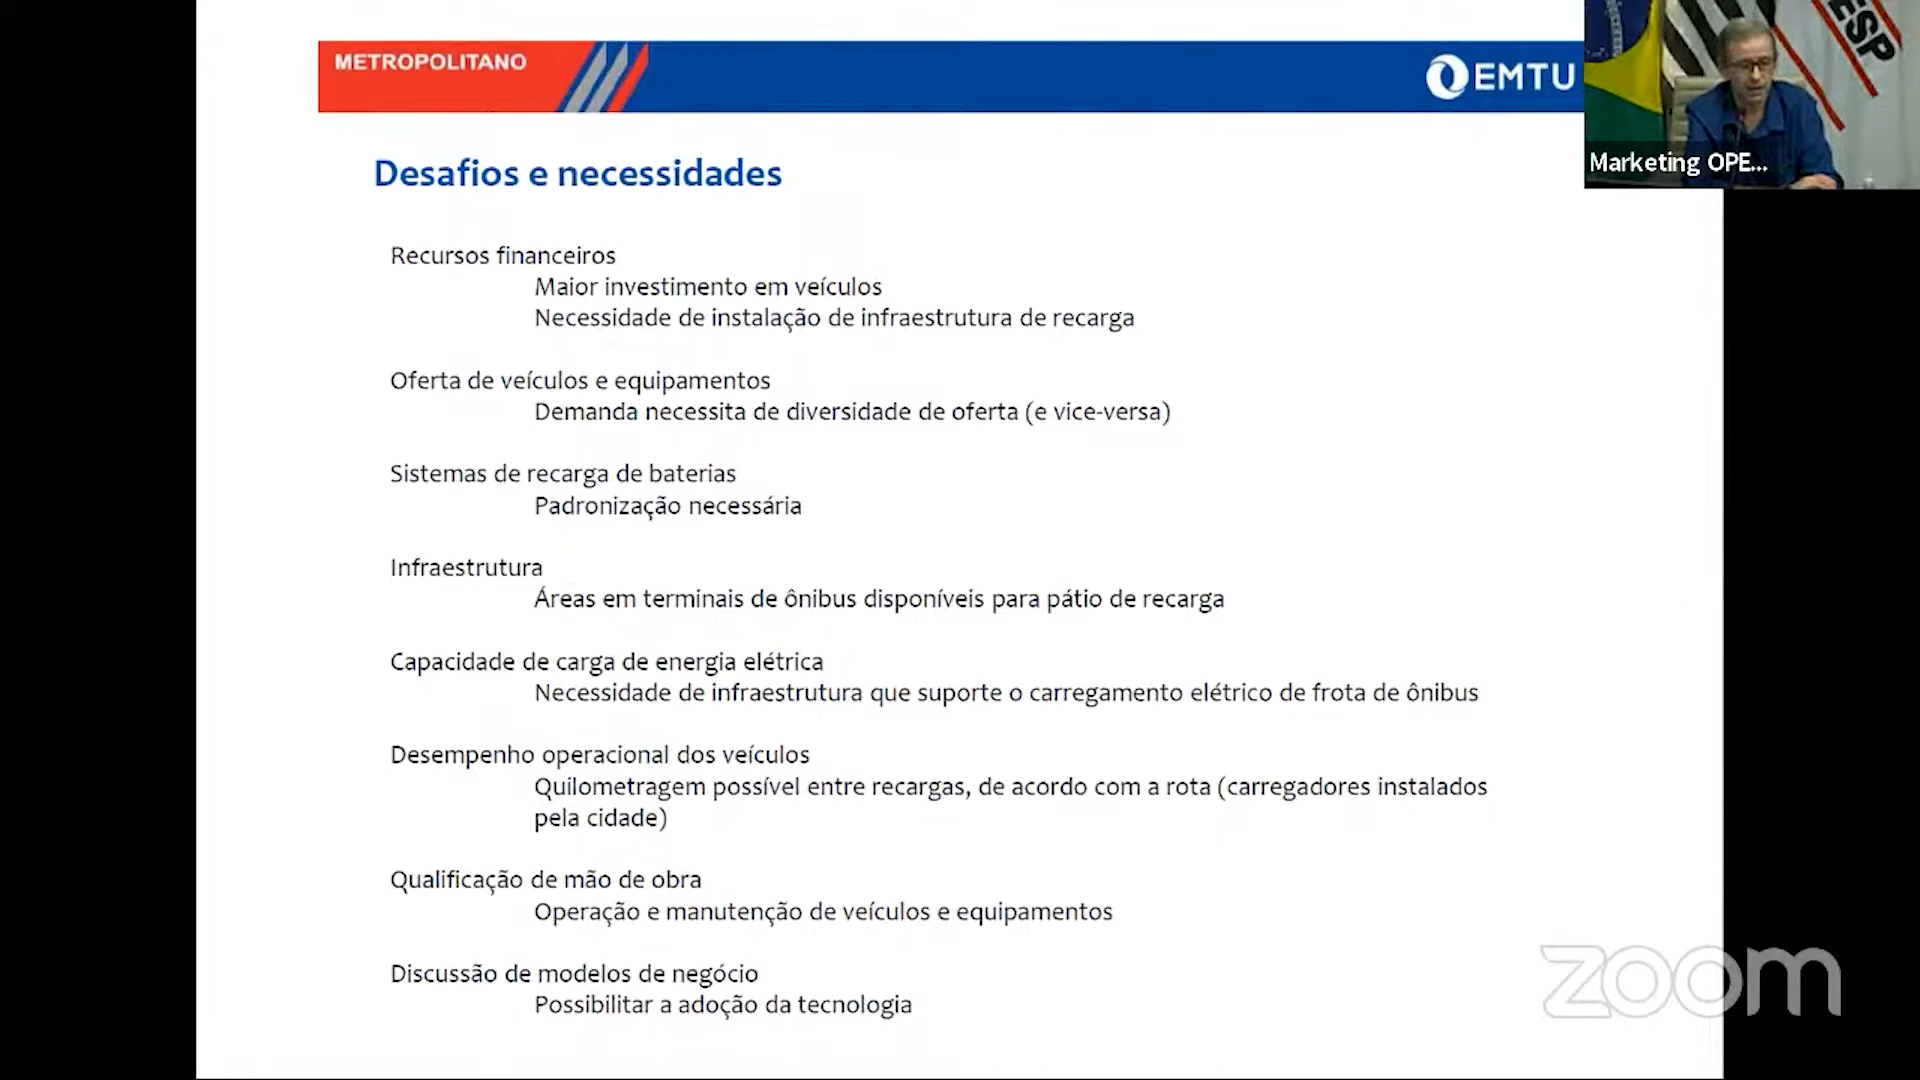 METROPOLITANO
EMTU
ESP
Marketing OPE...
Desafios e necessidades
Recursos financeiros
Maior investimento em veículos
Necessidade de instalação de infraestrutura de recarga
Oferta de veículos e equipamentos
Demanda necessita de diversidade de oferta (e vice-versa)
Sistemas de recarga de baterias
Padronização necessária
Infraestrutura
Áreas em terminais de ônibus disponíveis para pátio de recarga
Capacidade de carga de energia elétrica
Necessidade de infraestrutura que suporte o carregamento elétrico de frota de ônibus
Desempenho operacional dos veículos
Quilometragem possível entre recargas, de acordo com a rota (carregadores instalados
pela cidade)
Qualificação de mão de obra
Operação e manutenção de veículos e equipamentos
Discussão de modelos de negócio
Possibilitar a adoção da tecnologia
zoom